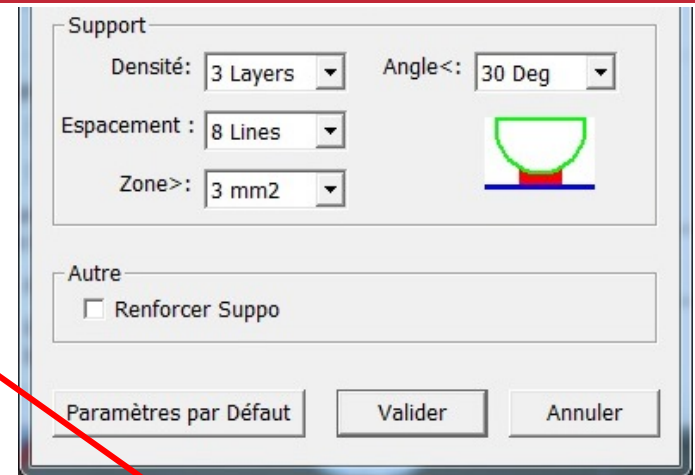 Support
Densité: 3 Layers Angle<: 30 Deg
Espacement : 8 Lines
Zone>: 3 mm2
Autre
Renforcer Suppo
Paramètres par Défaut Valider Annuler